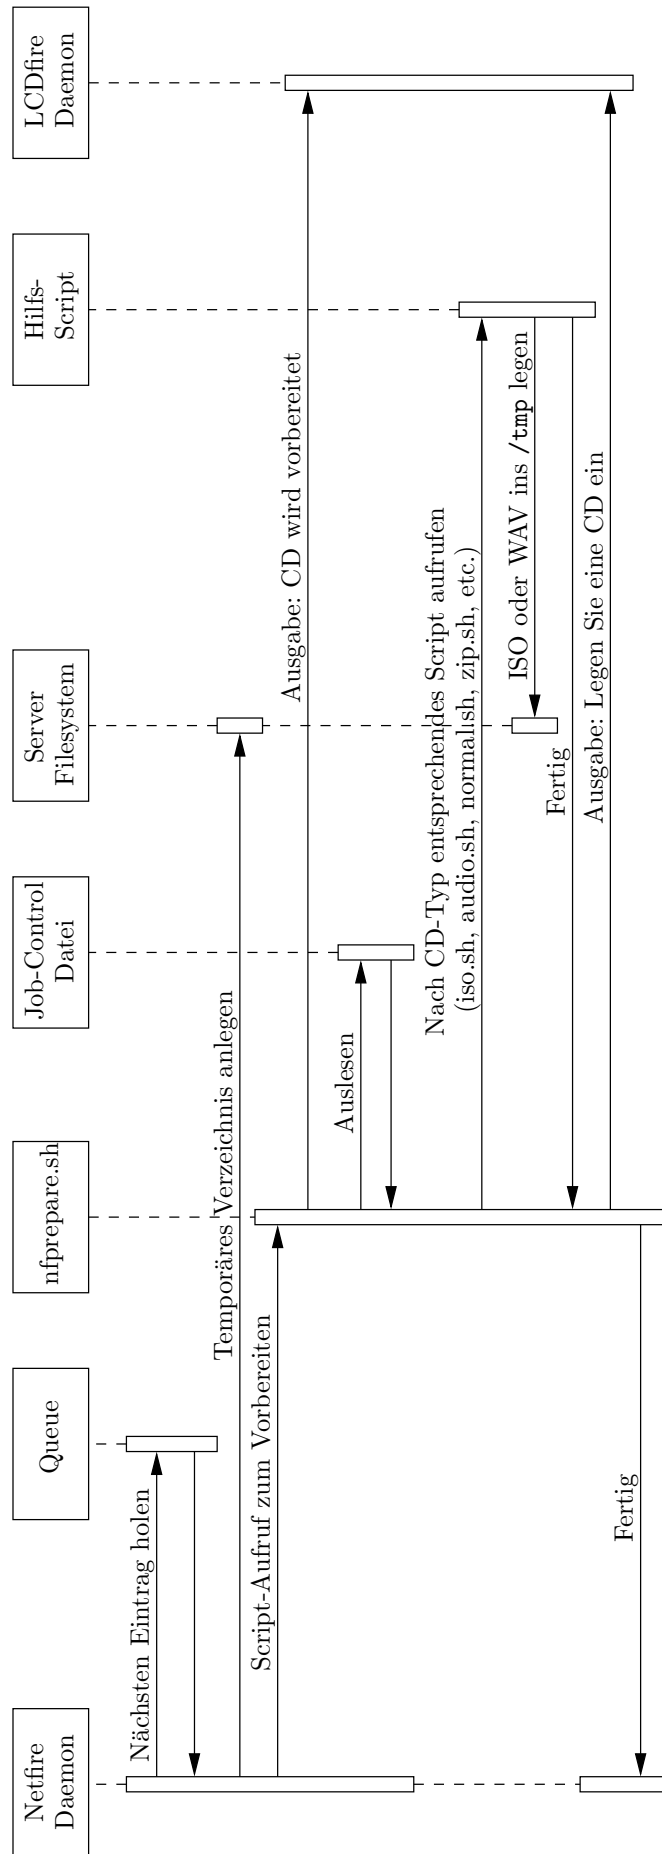 Netfire
Daemon
Queue
nfprepare.sh
Job-Control
Datei
Server
Filesystem
Hilfs-
Script
LCDfire
Daemon
Nächsten Eintrag holen
Temporäres Verzeichnis anlegen
Script-Aufruf zum Vorbereiten
Ausgabe: CD wird vorbereitet
Auslesen
Nach CD-Typ entsprechendes Script aufrufen
(iso.sh, audio.sh, normal.sh, zip.sh, etc.)
ISO oder WAV ins /tmp legen
Fertig
Ausgabe: Legen Sie eine CD ein
Fertig